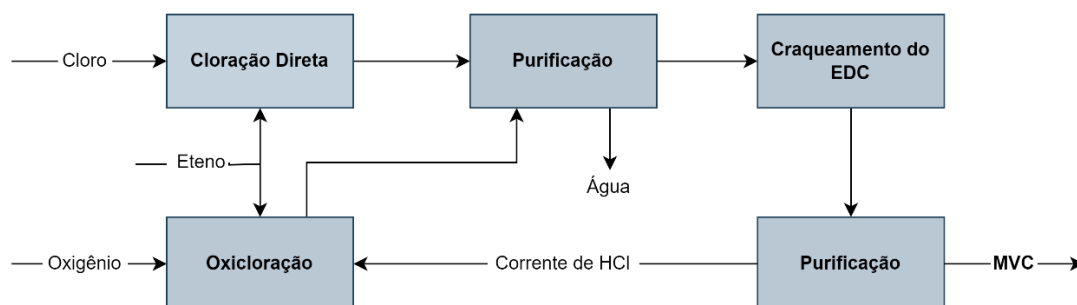 Cloro
Cloração Direta
Purificação
Craqueamento do
EDC
Eteno
Água
Oxigênio
Oxicloração
Corrente de HCl
Purificação
MVC